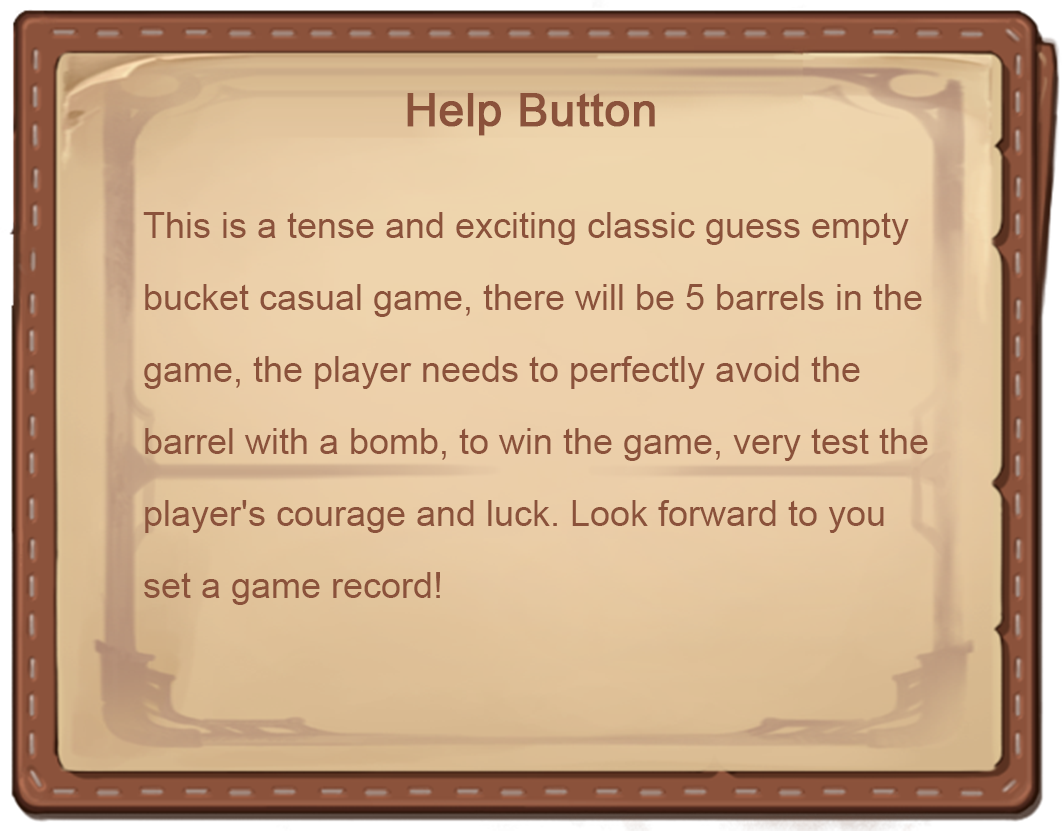 Help Button
This is a tense and exciting classic guess empty
bucket casual game, there will be 5 barrels in the
game, the player needs to perfectly avoid the
barrel with a bomb, to win the game, very test the
player's courage and luck. Look forward to you
set a game record!